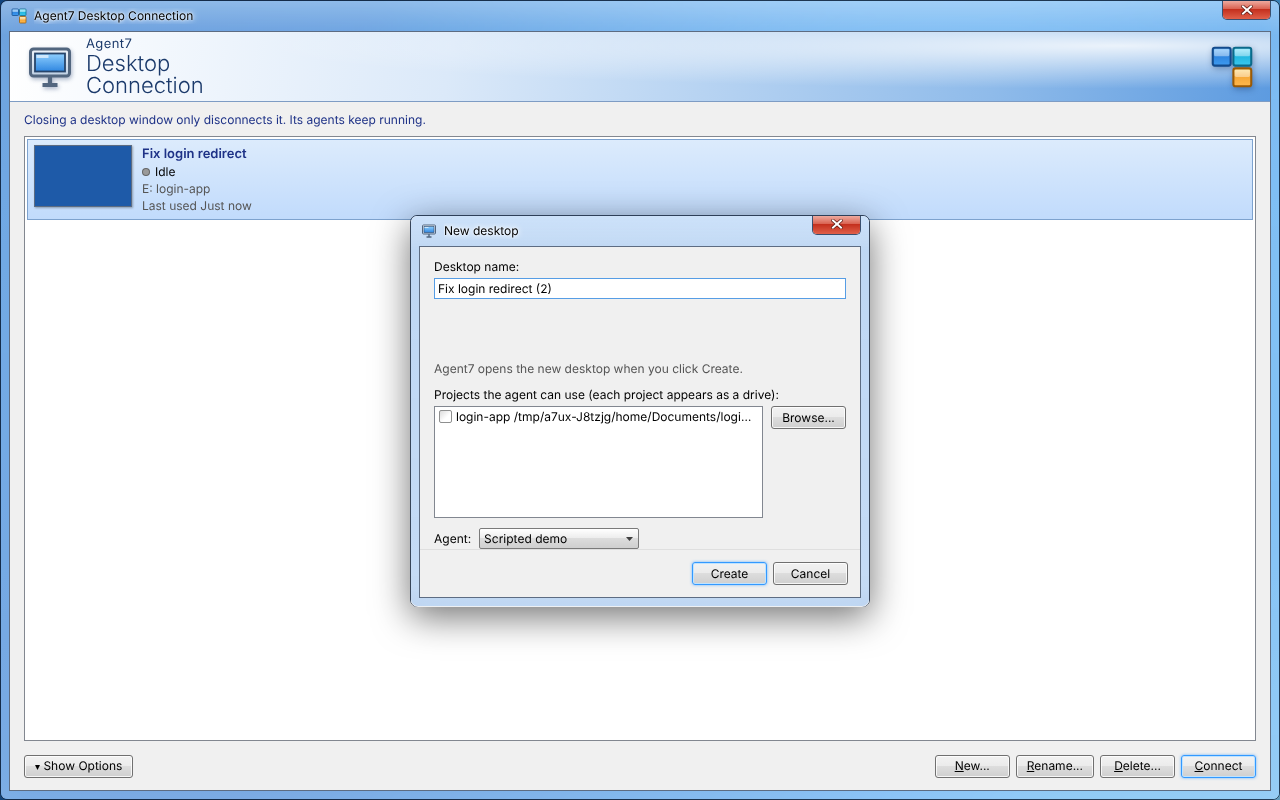 Agent7 Desktop Connection
Agent7
Desktop
Connection
Closing a desktop window only disconnects it. Its agents keep running.
Fix login redirect
Idle
E: login-app
Last used Just now
New desktop
Desktop name:
Fix login redirect (2)
Agent7 opens the new desktop when you click Create.
Projects the agent can use (each project appears as a drive):
login-app /tmp/a7ux-J8tzjg/home/Documents/logi...
Browse...
Agent:
Scripted demo
Create
Cancel
Show Options
New...
Rename...
Delete...
Connect